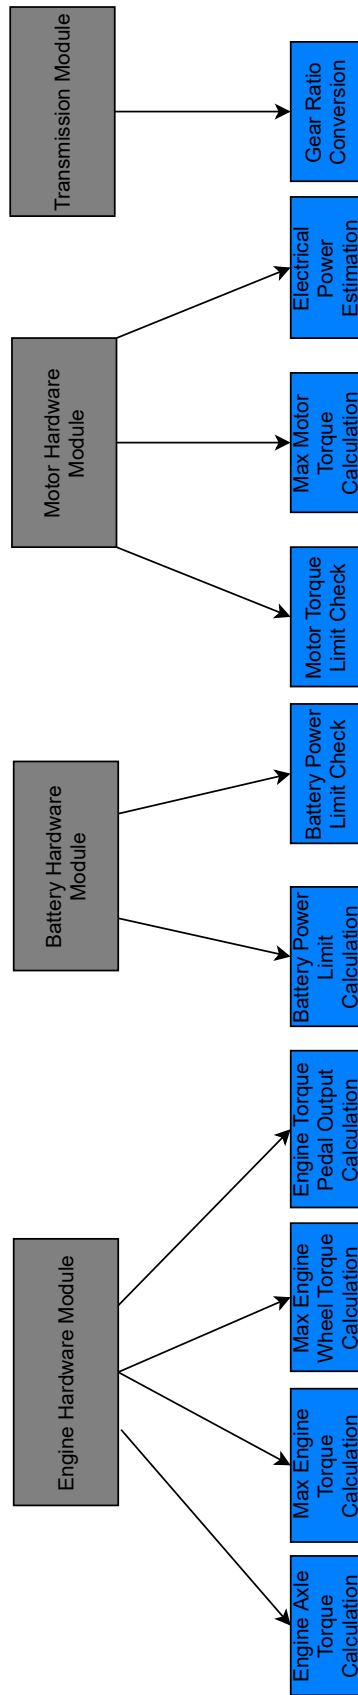 Engine Hardware Module
Battery Hardware
Module
Motor Hardware
Module
Transmission Module
Engine Axle
Torque
Calculation
Max Engine
Torque
Calculation
Max Engine
Wheel Torque
Calculation
Engine Torque
Pedal Output
Calculation
Battery Power
Limit
Calculation
Battery Power
Limit Check
Motor Torque
Limit Check
Max Motor
Torque
Calculation
Electrical
Power
Estimation
Gear Ratio
Conversion